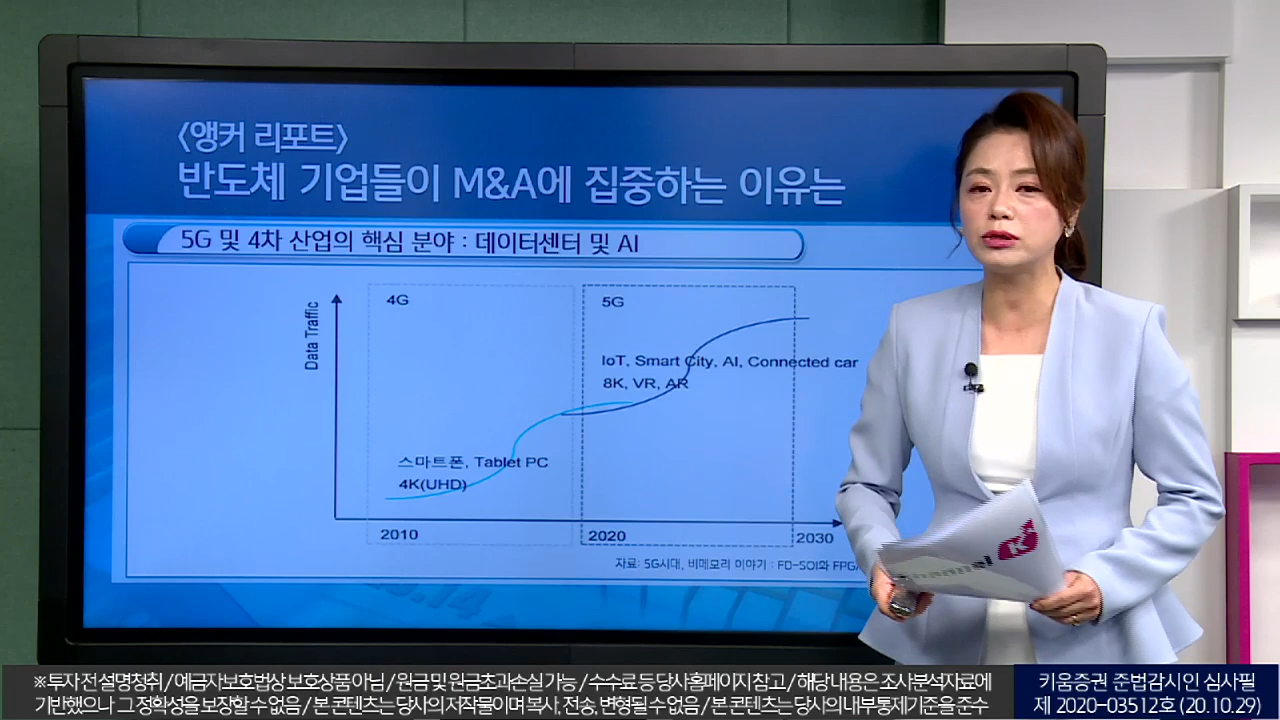 <앵커 리포트>
반도체 기업들이 M&A에 집중하는 이유는
5G 및 4차 산업의 핵심 분야 : 데이터센터 및 AI
Data Traffic
4G
5G
IoT, Smart City, AI, Connected car
8K, VR, AR
스마트폰, Tablet PC
4K(UHD)
2010
2020
2030
자료: 5G시대, 비메모리 이야기 : FD-SOI와 FPGA
※ 투자 전 설명청취 / 예금자보호법상 보호상품 아님 / 원금 및 원금초과손실 가능 / 수수료 등 당사홈페이지 참고 / 해당 내용은 조사분석자료에
기반했으나 그 정확성을 보장할 수 없음 / 본 콘텐츠는 당사의 저작물이며 복사, 전송, 변형될 수 없음 / 본 콘텐츠는 당사의 내부통제기준을 준수
키움증권 준법감시인 심사필
제 2020-03512호 (20.10.29)